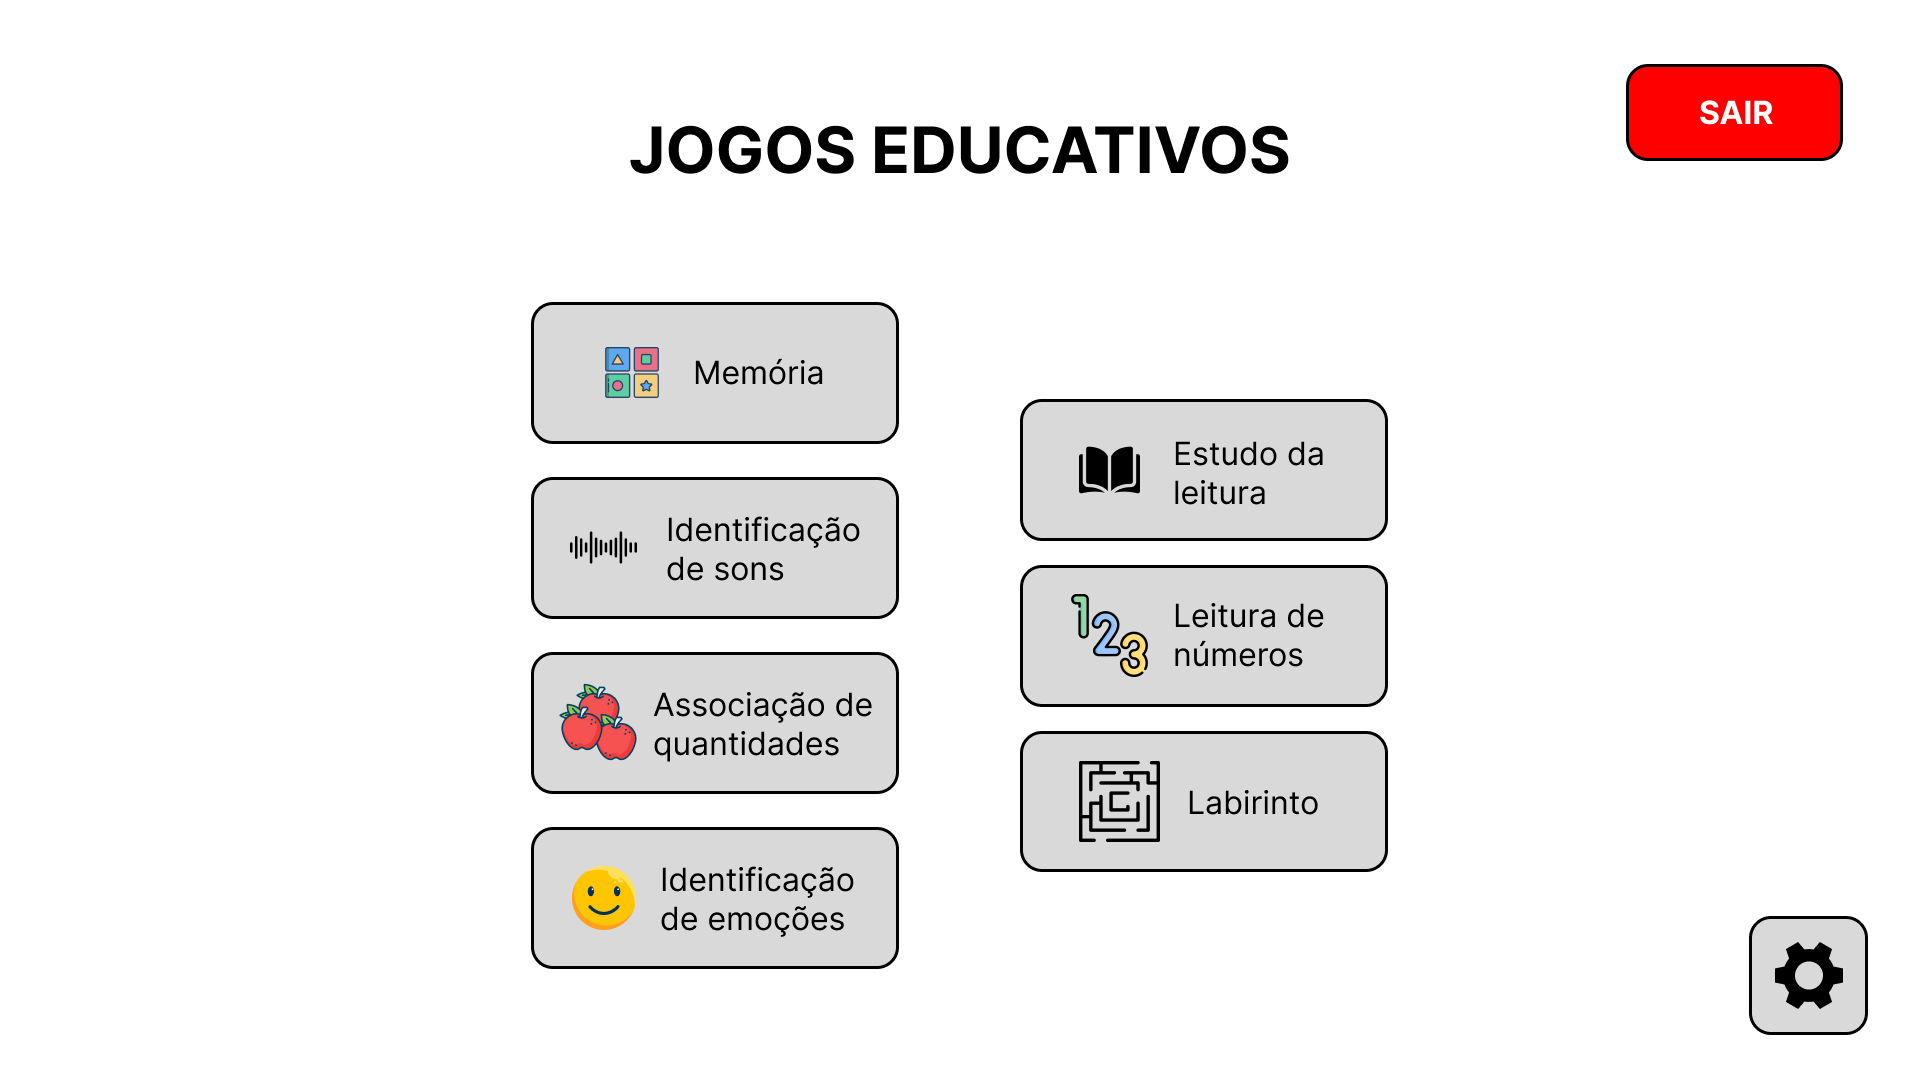 SAIR
JOGOS EDUCATIVOS
Memória
Identificação
de sons
Associação de
quantidades
Identificação
de emoções
Estudo da
leitura
123
Leitura de
números
Labirinto